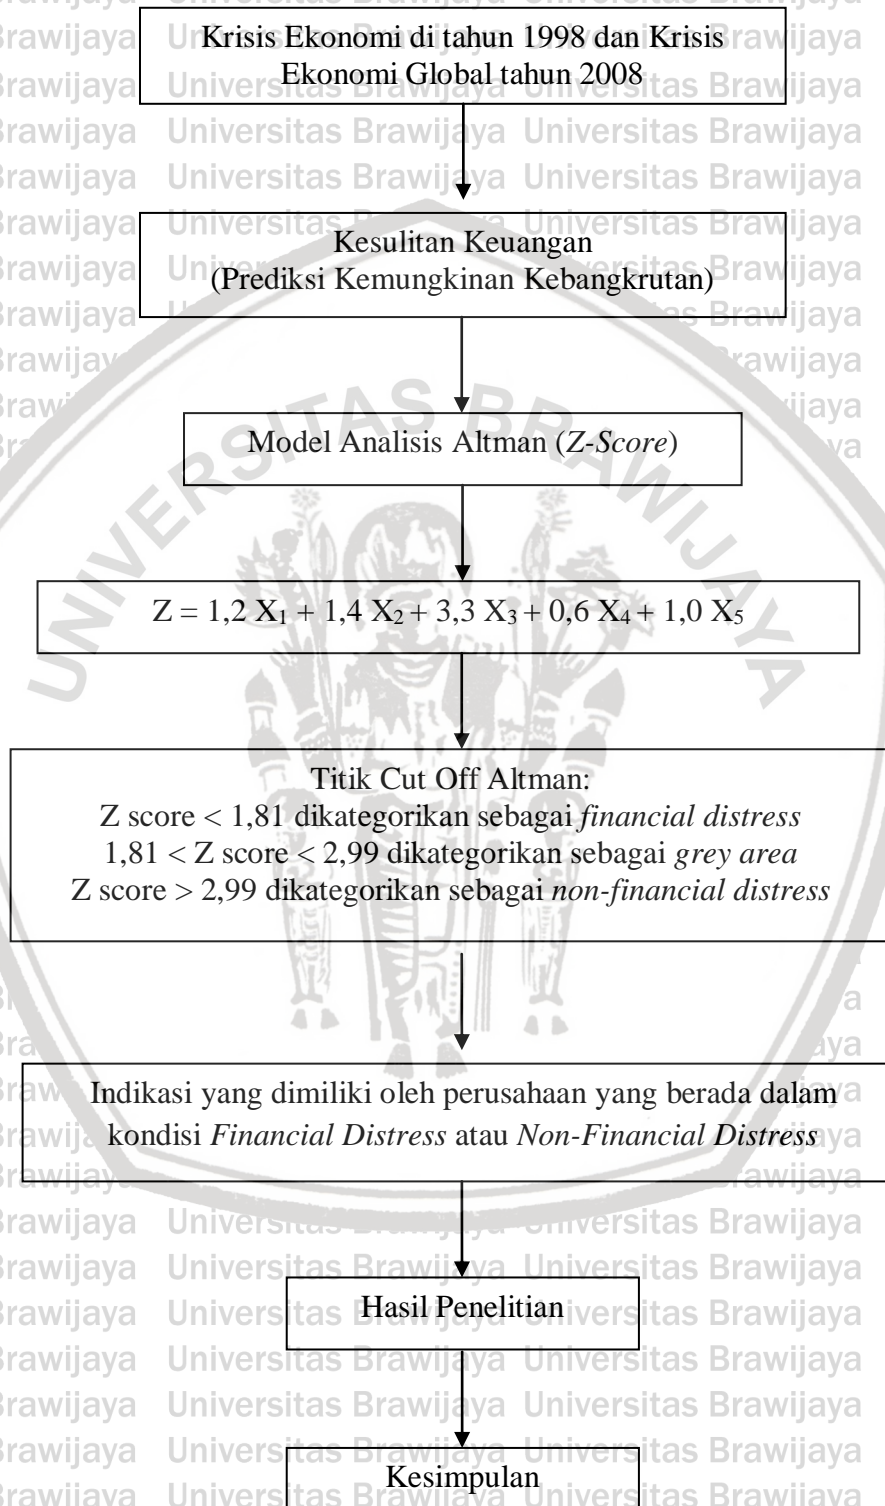 Krisis Ekonomi di tahun 1998 dan Krisis
Ekonomi Global tahun 2008
Kesulitan Keuangan
(Prediksi Kemungkinan Kebangkrutan)
Model Analisis Altman (Z-Score)
Z = 1,2 X₁ + 1,4 X₂ + 3,3 X₃ + 0,6 X₄ + 1,0 X₅
Titik Cut Off Altman:
Z score < 1,81 dikategorikan sebagai financial distress
1,81 < Z score < 2,99 dikategorikan sebagai grey area
Z score > 2,99 dikategorikan sebagai non-financial distress
Indikasi yang dimiliki oleh perusahaan yang berada dalam
kondisi Financial Distress atau Non-Financial Distress
Hasil Penelitian
Kesimpulan
UNIVERSITAS BRAWIJAYA